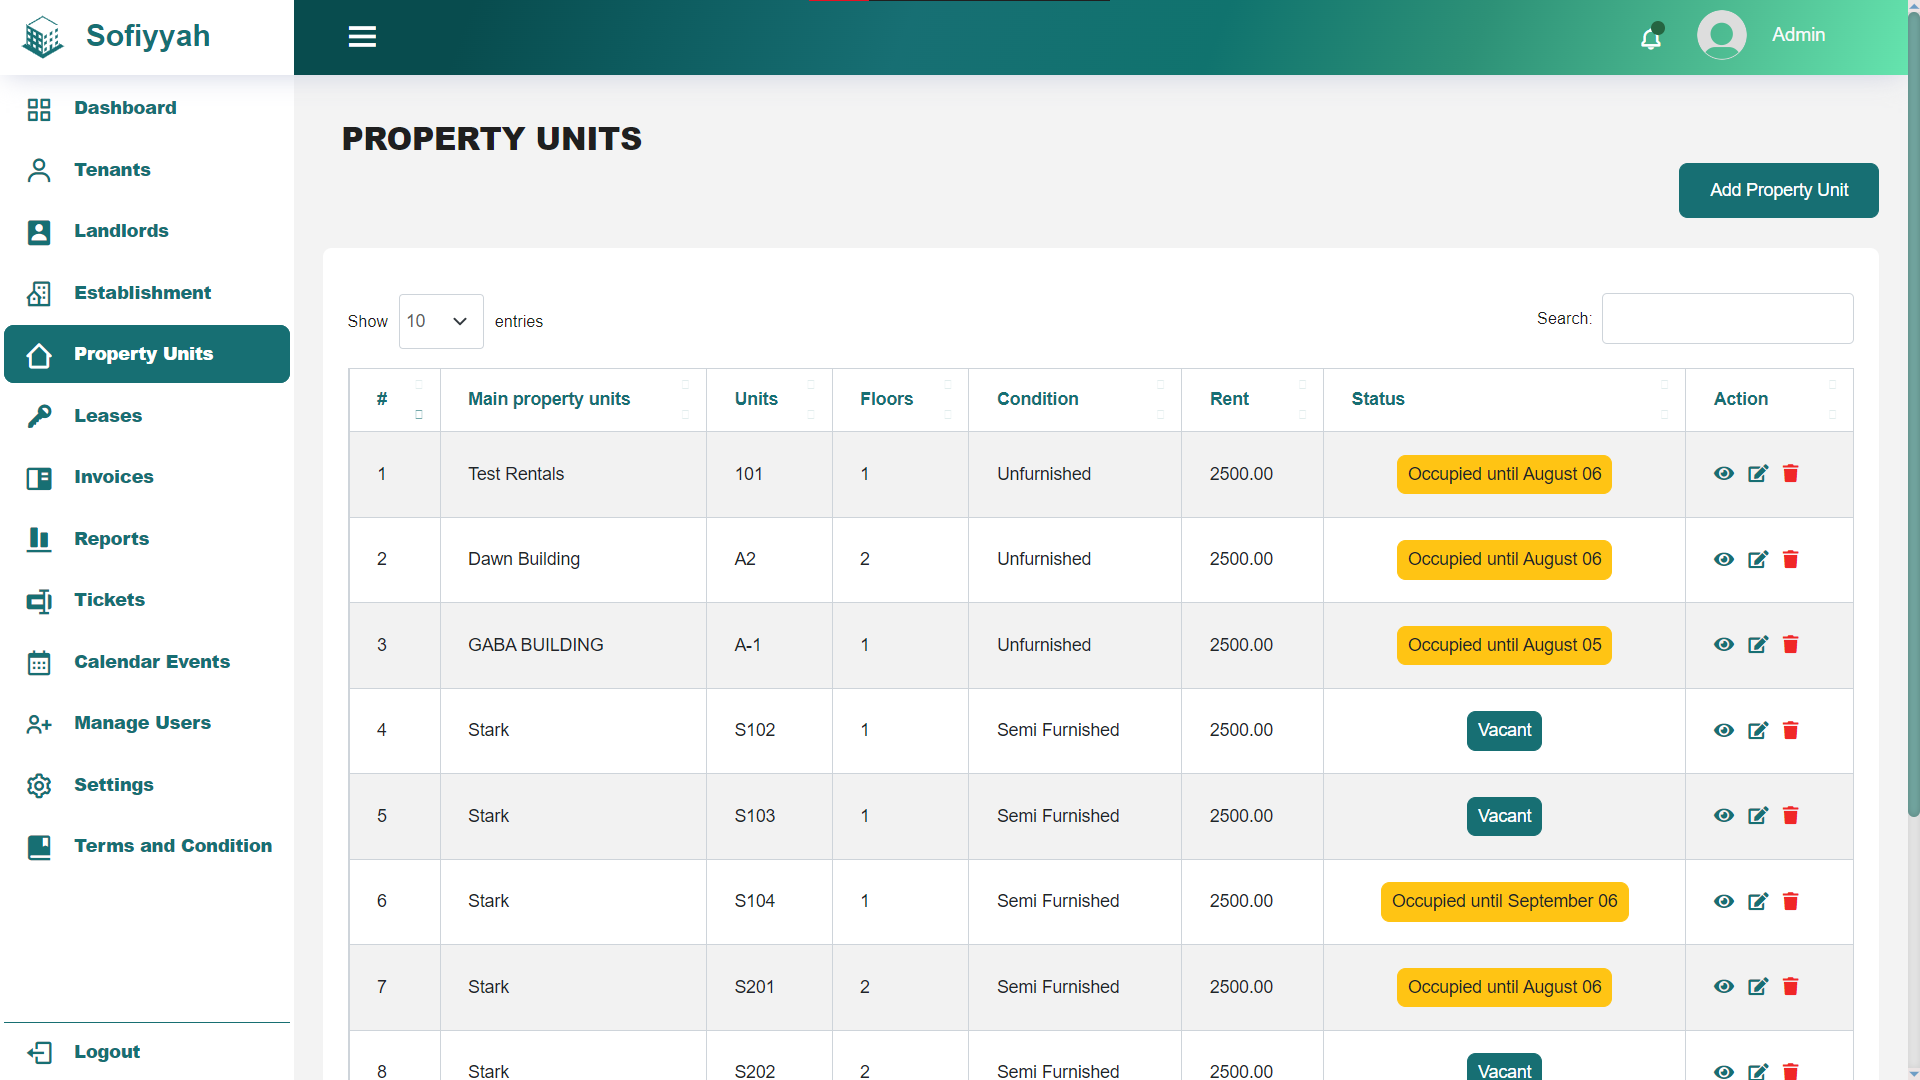 Sofiyyah
Admin
Dashboard
Tenants
Landlords
Establishment
Property Units
Leases
Invoices
Reports
Tickets
Calendar Events
Manage Users
Settings
Terms and Condition
Logout
PROPERTY UNITS
Add Property Unit
Show 10 entries
Search:
# Main property units Units Floors Condition Rent Status Action
1 Test Rentals 101 1 Unfurnished 2500.00 Occupied until August 06
2 Dawn Building A2 2 Unfurnished 2500.00 Occupied until August 06
3 GABA BUILDING A-1 1 Unfurnished 2500.00 Occupied until August 05
4 Stark S102 1 Semi Furnished 2500.00 Vacant
5 Stark S103 1 Semi Furnished 2500.00 Vacant
6 Stark S104 1 Semi Furnished 2500.00 Occupied until September 06
7 Stark S201 2 Semi Furnished 2500.00 Occupied until August 06
8 Stark S202 2 Semi Furnished 2500.00 Vacant